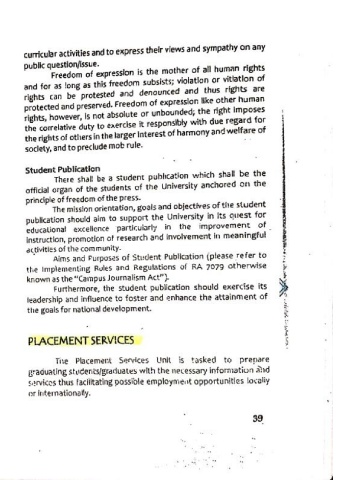 curricular activities and to express their views and sympathy on any
public question/issue.
Freedom of expression is the mother of all human rights
and for as long as this freedom subsists; violation or vitiation of
rights can be protested and denounced and thus rights are
protected and preserved. Freedom of expression like other human
rights, however, is not absolute or unbounded; the right imposes
the correlative duty to exercise it responsibly with due regard for
the rights of others in the larger interest of harmony and welfare of
society, and to preclude mob rule.
Student Publication
There shall be a student publication which shall be the
official organ of the students of the University anchored on the
principle of freedom of the press.
The mission orientation, goals and objectives of the student
publication should aim to support the University in its quest for
educational excellence particularly in the improvement of
instruction, promotion of research and involvement in meaningful
activities of the community.
Aims and Purposes of Student Publication (please refer to
the Implementing Rules and Regulations of RA 7079 otherwise
known as the "Campus Journalism Act").
Furthermore, the student publication should exercise its
leadership and influence to foster and enhance the attainment of
the goals for national development.
PLACEMENT SERVICES
The Placement Services Unit is tasked to prepare
graduating students/graduates with the necessary information and
services thus facilitating possible employment opportunities locally
or internationally.
39